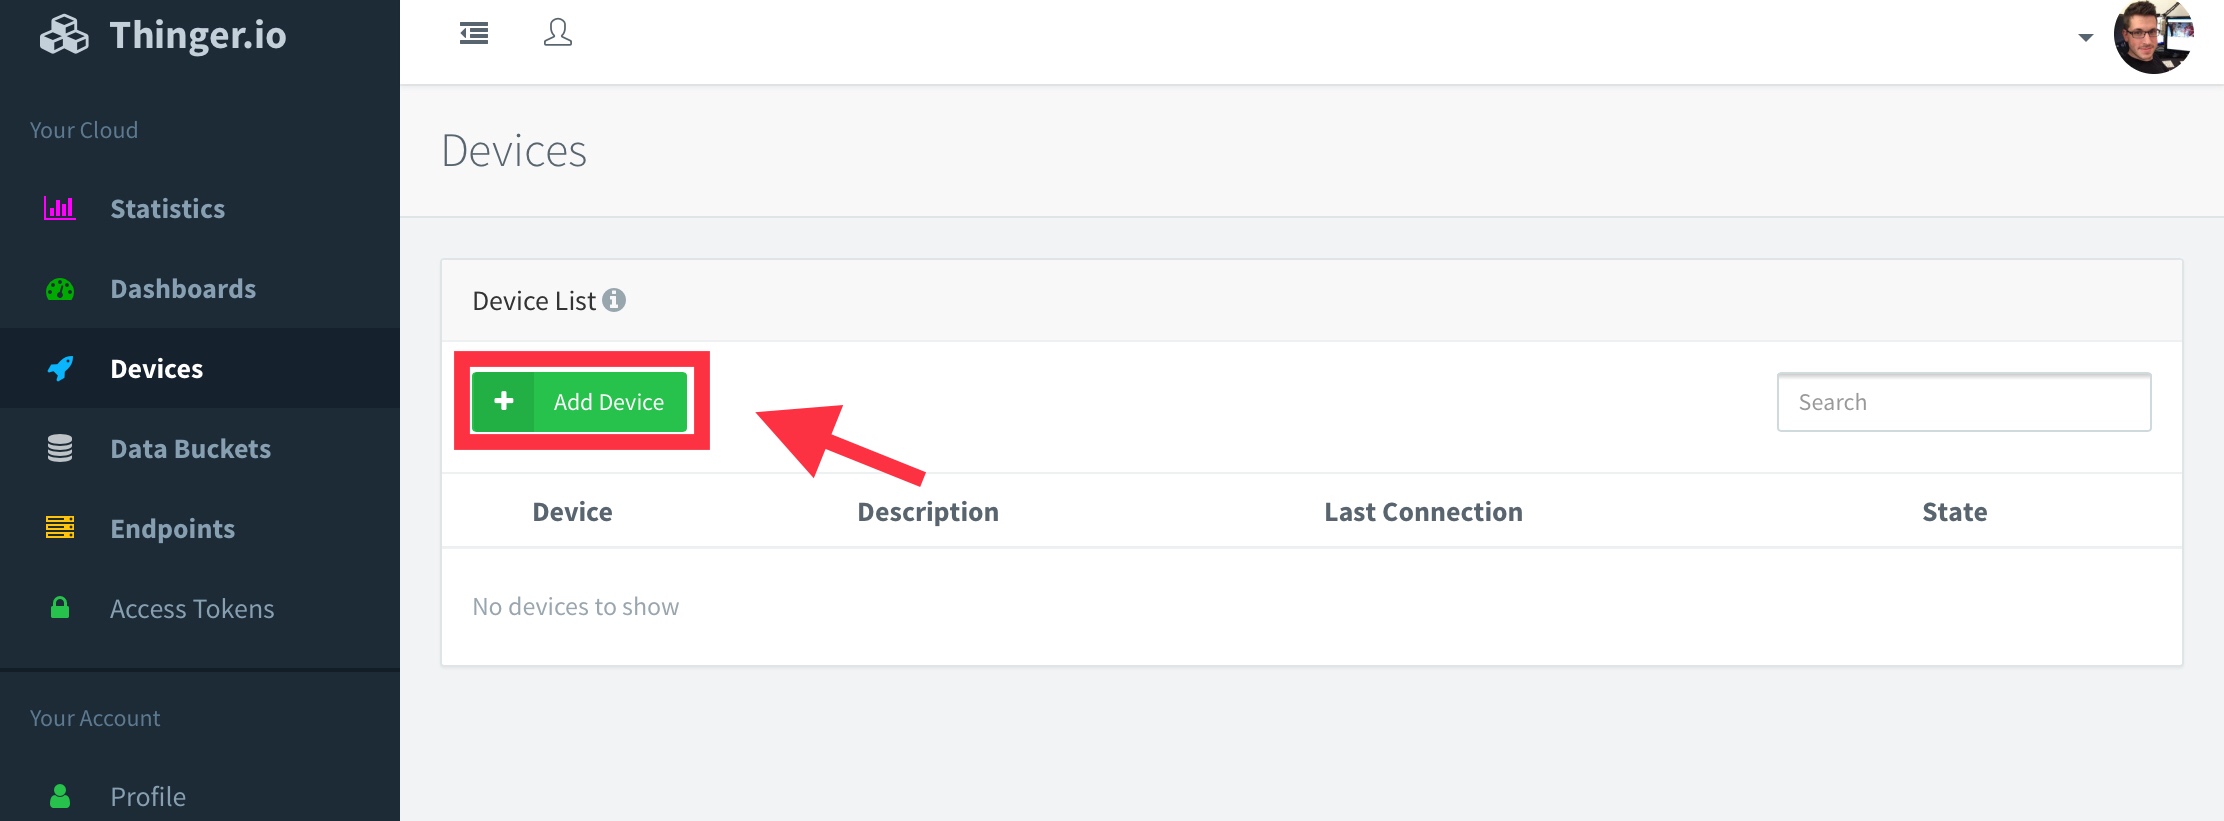 Thinger.io
Your Cloud
Statistics
Dashboards
Devices
Data Buckets
Endpoints
Access Tokens
Your Account
Profile
Devices
Device List
Add Device
Search
Device Description Last Connection State
No devices to show